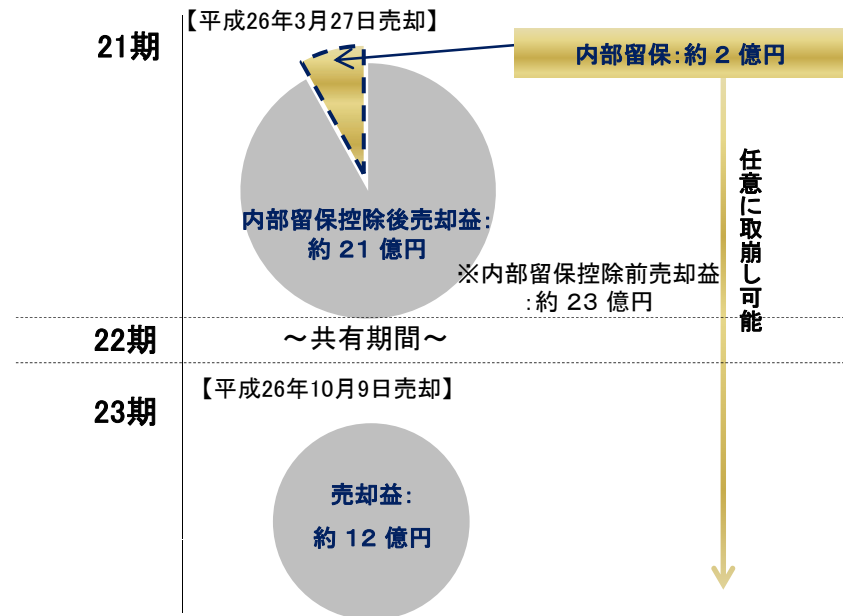 【平成26年3月27日売却】
21期
内部留保:約 2 億円
任意に取崩し可能
内部留保控除後売却益:
約 21 億円
※内部留保控除前売却益
:約 23 億円
22期
～共有期間～
【平成26年10月9日売却】
23期
売却益:
約 12 億円